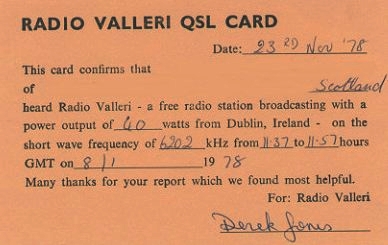 RADIO VALLERI QSL CARD
Date: 23RD Nov '78
This card confirms that
of Scotland
heard Radio Valleri - a free radio station broadcasting with a
power output of 60 watts from Dublin, Ireland - on the
short wave frequency of 6202 kHz from 11.37 to 11.57 hours
GMT on 8/1 1978
Many thanks for your report which we found most helpful.
For: Radio Valleri
Derek Jones